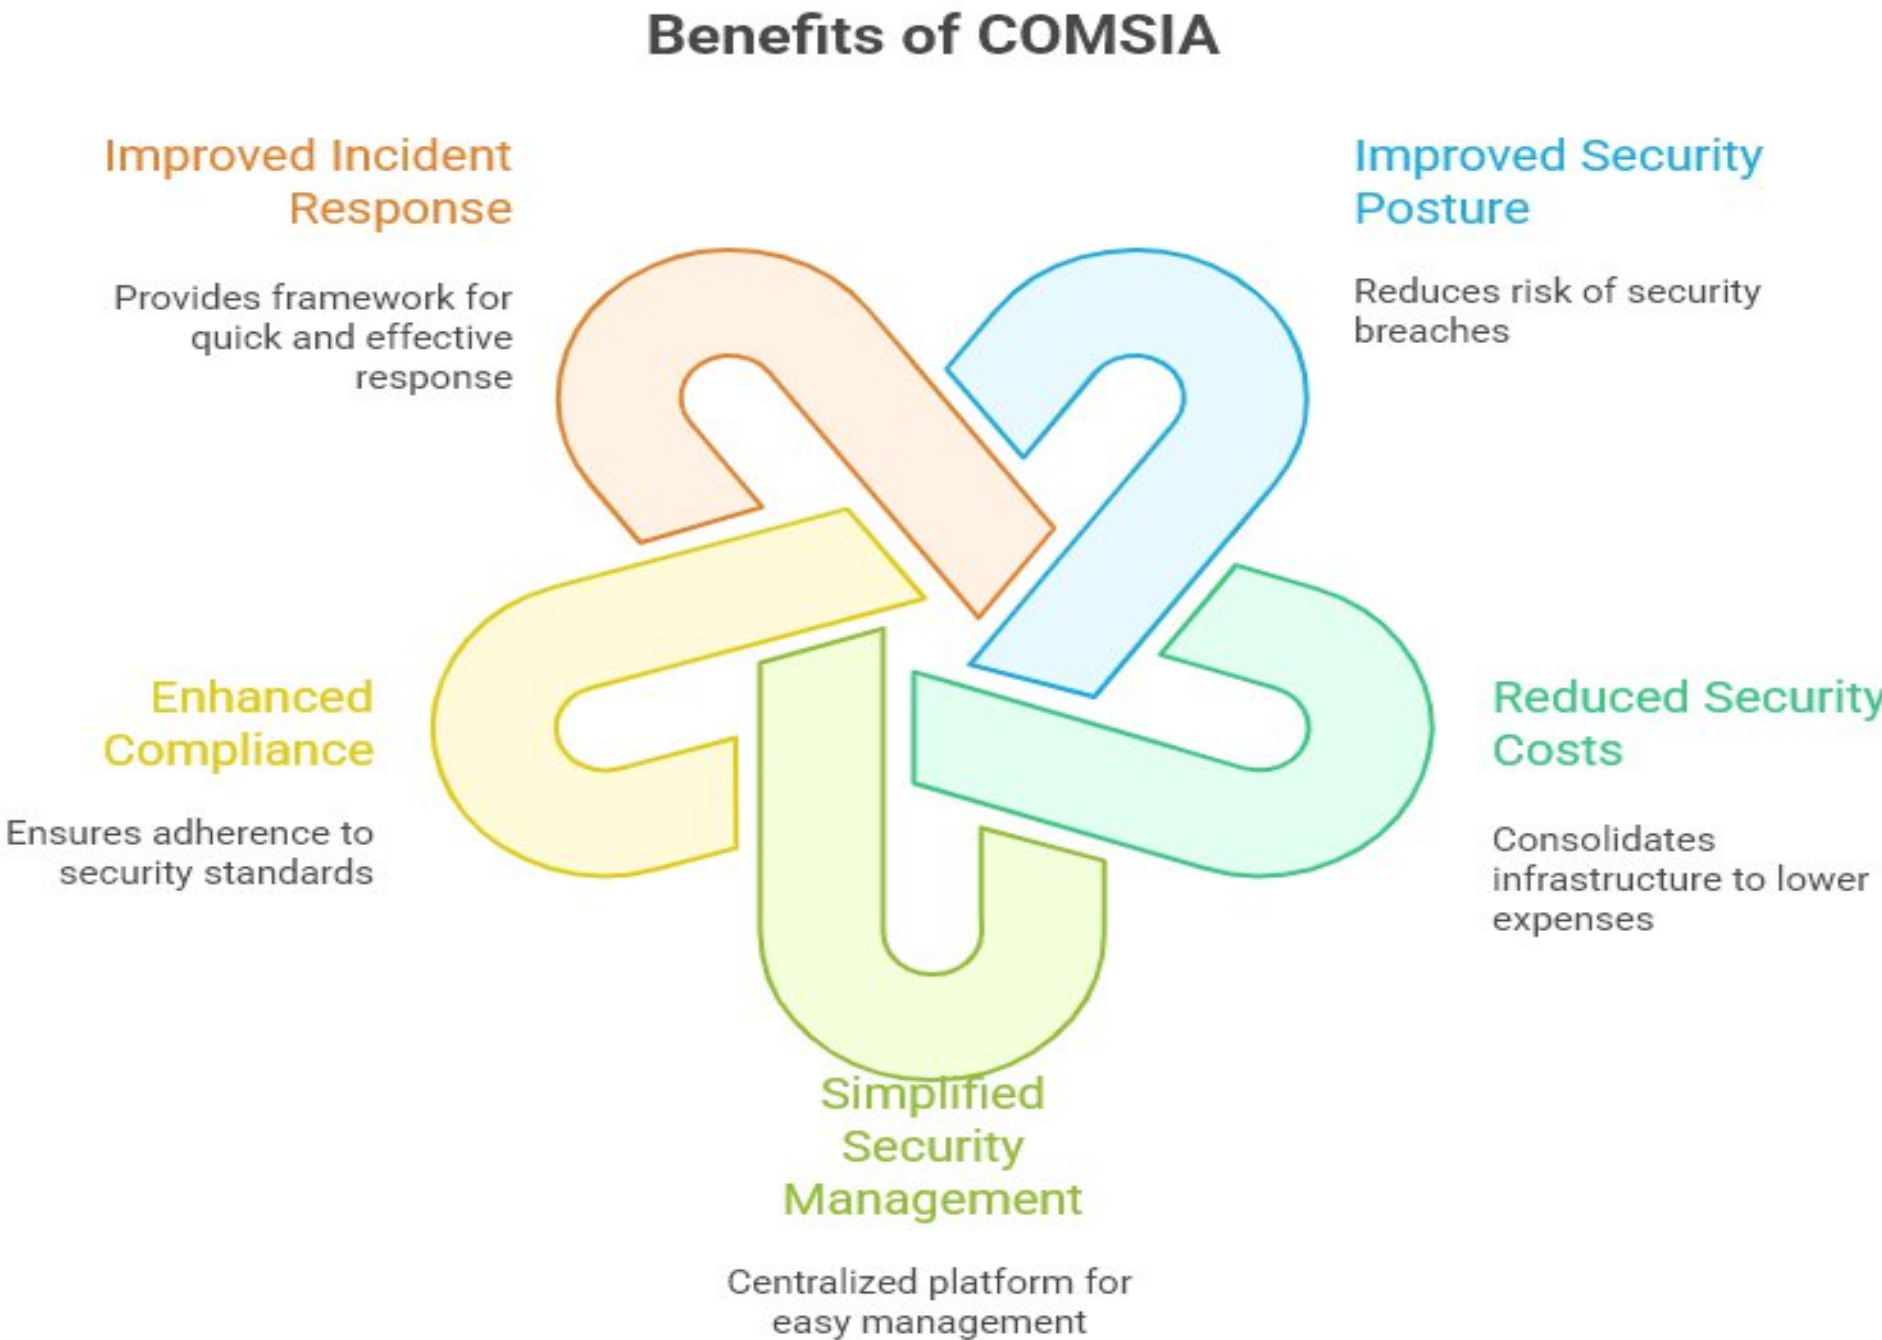 Benefits of COMSIA
Improved Incident
Response
Provides framework for
quick and effective
response
Improved Security
Posture
Reduces risk of security
breaches
Enhanced
Compliance
Ensures adherence to
security standards
Reduced Security
Costs
Consolidates
infrastructure to lower
expenses
Simplified
Security
Management
Centralized platform for
easy management